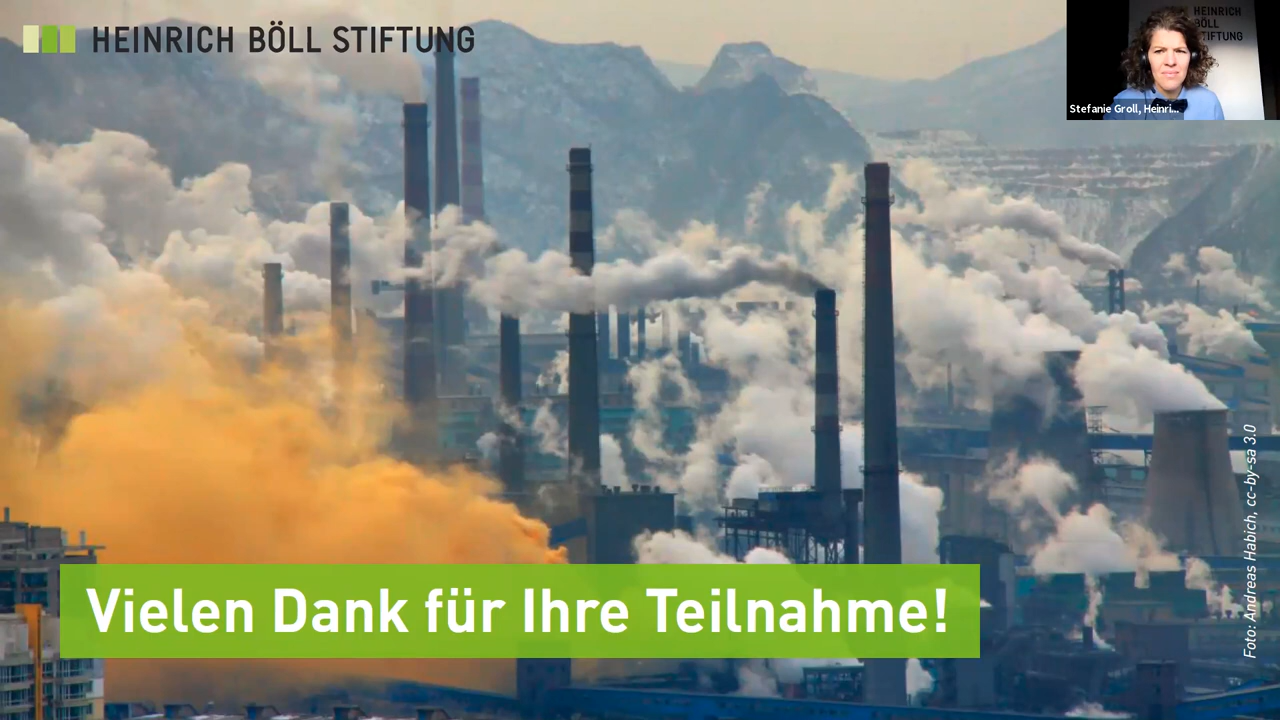 HEINRICH BÖLL STIFTUNG
HEINRICH
BÖLL
STIFTUNG
Stefanie Groll, Heinri...
Foto: Andreas Habich, cc-by-sa 3.0
Vielen Dank für Ihre Teilnahme!